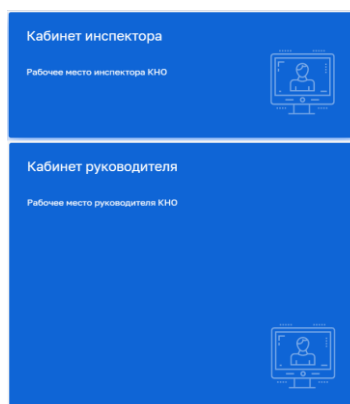 Кабинет инспектора
Рабочее место инспектора КНО
Кабинет руководителя
Рабочее место руководителя КНО